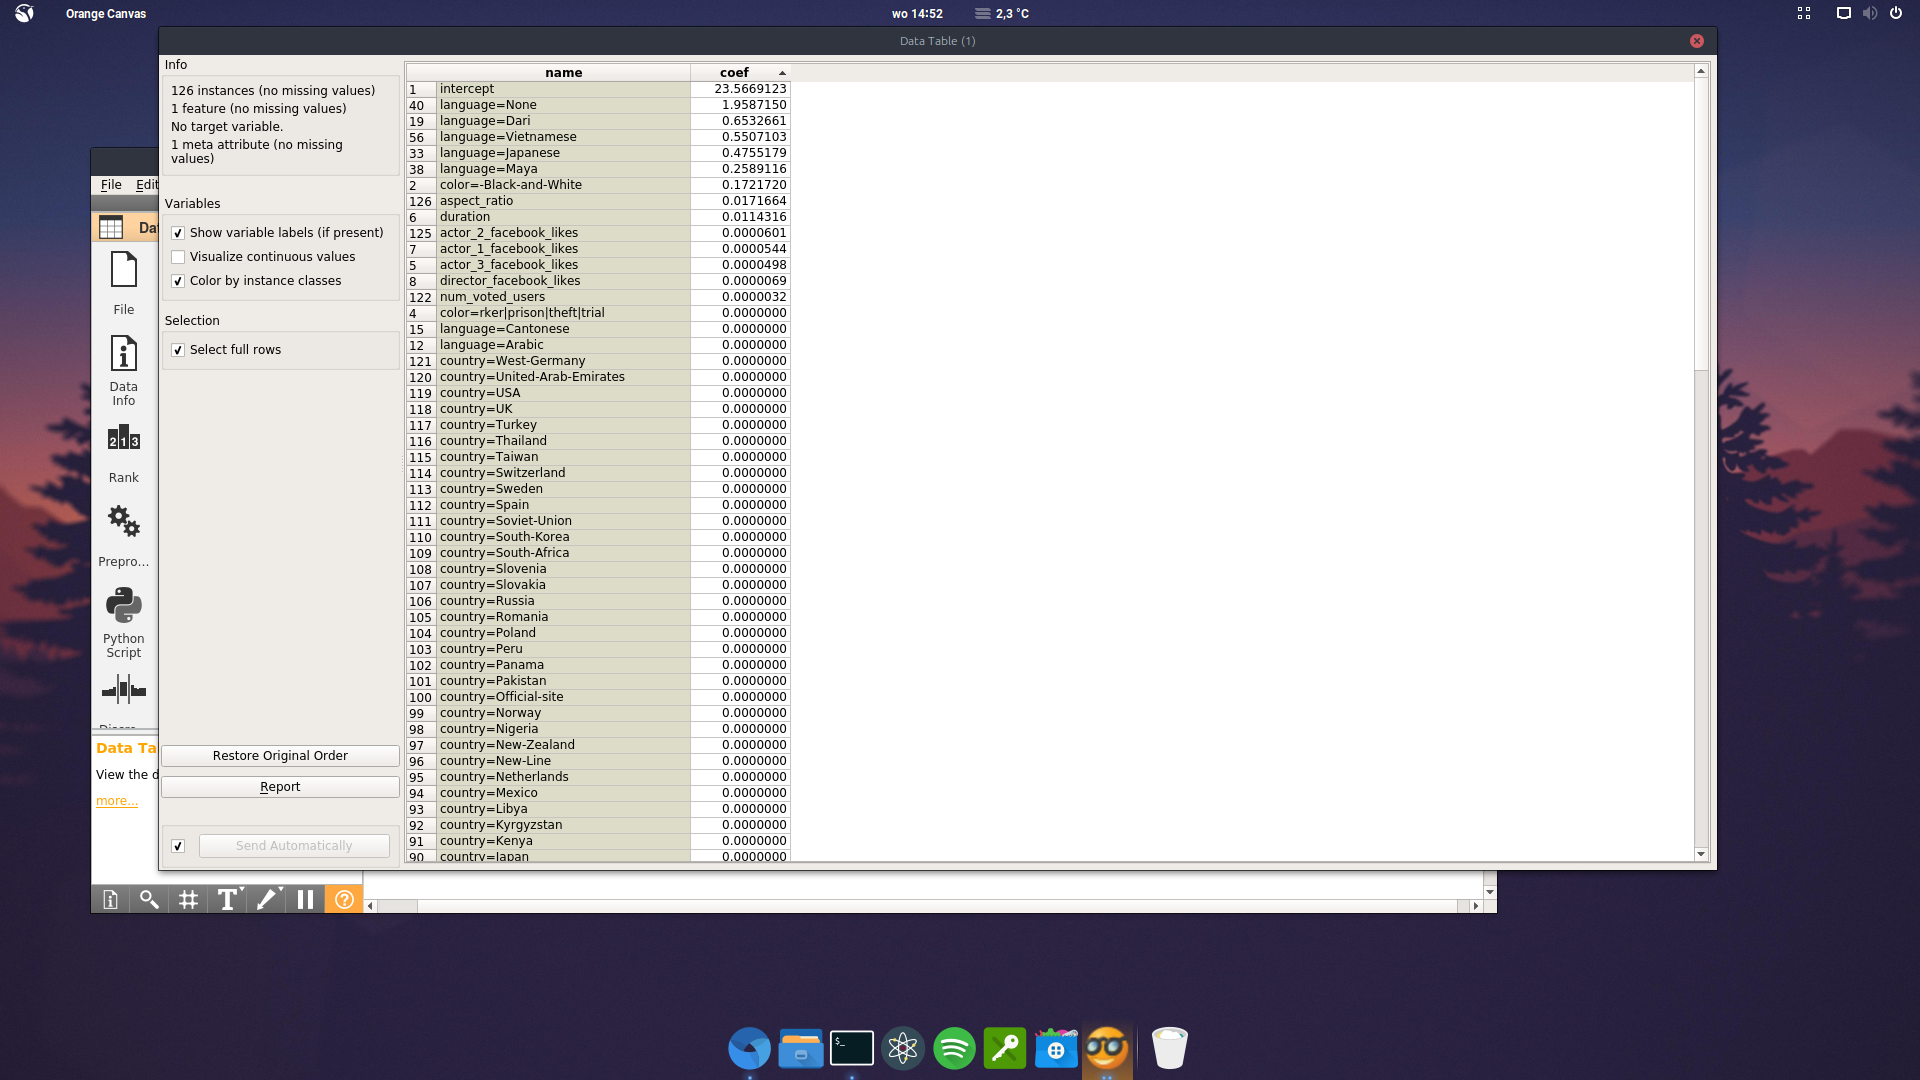 Orange Canvas
wo 14:52
2,3 °C
Data Table (1)
Info
126 instances (no missing values)
1 feature (no missing values)
No target variable.
1 meta attribute (no missing
values)
Variables
Show variable labels (if present)
Visualize continuous values
Color by instance classes
Selection
Select full rows
Restore Original Order
Report
Send Automatically
name coef
1 intercept 23.5669123
40 language=None 1.9587150
19 language=Dari 0.6532661
56 language=Vietnamese 0.5507103
33 language=Japanese 0.4755179
38 language=Maya 0.2589116
2 color=-Black-and-White 0.1721720
126 aspect_ratio 0.0171664
6 duration 0.0114316
125 actor_2_facebook_likes 0.0000601
7 actor_1_facebook_likes 0.0000544
5 actor_3_facebook_likes 0.0000498
8 director_facebook_likes 0.0000069
122 num_voted_users 0.0000032
4 color=rker|prison|theft|trial 0.0000000
15 language=Cantonese 0.0000000
12 language=Arabic 0.0000000
121 country=West-Germany 0.0000000
120 country=United-Arab-Emirates 0.0000000
119 country=USA 0.0000000
118 country=UK 0.0000000
117 country=Turkey 0.0000000
116 country=Thailand 0.0000000
115 country=Taiwan 0.0000000
114 country=Switzerland 0.0000000
113 country=Sweden 0.0000000
112 country=Spain 0.0000000
111 country=Soviet-Union 0.0000000
110 country=South-Korea 0.0000000
109 country=South-Africa 0.0000000
108 country=Slovenia 0.0000000
107 country=Slovakia 0.0000000
106 country=Russia 0.0000000
105 country=Romania 0.0000000
104 country=Poland 0.0000000
103 country=Peru 0.0000000
102 country=Panama 0.0000000
101 country=Pakistan 0.0000000
100 country=Official-site 0.0000000
99 country=Norway 0.0000000
98 country=Nigeria 0.0000000
97 country=New-Zealand 0.0000000
96 country=New-Line 0.0000000
95 country=Netherlands 0.0000000
94 country=Mexico 0.0000000
93 country=Libya 0.0000000
92 country=Kyrgyzstan 0.0000000
91 country=Kenya 0.0000000
90 country=Japan 0.0000000
File Edit
Da
File
Data
Info
213
Rank
Prepro...
Python
Script
Data Ta
View the d
more...
T
?
$_